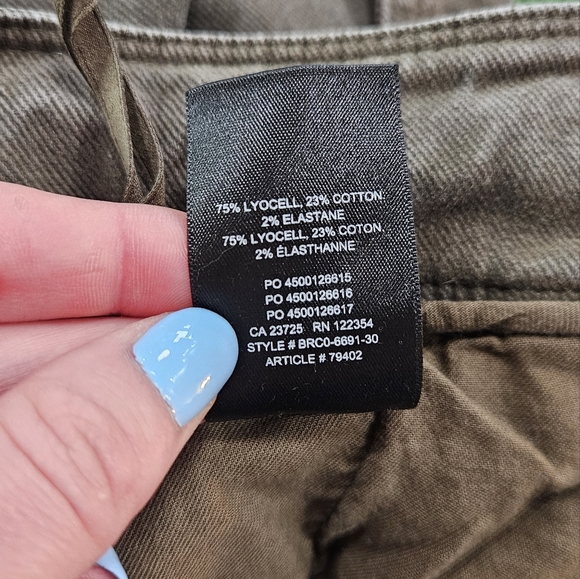 75% LYOCELL, 23% COTTON,
2% ELASTANE
75% LYOCELL, 23% COTON,
2% ÉLASTHANNE
PO 4500126615
PO 4500126616
PO 4500126617
CA 23725 RN 122354
STYLE # BRC0-6691-30
ARTICLE # 79402